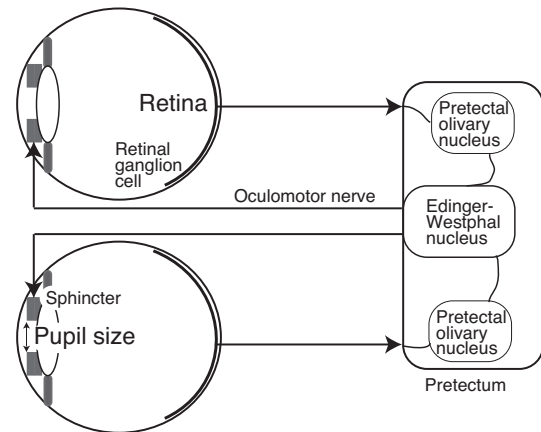 Retina
Retinal
ganglion
cell
Pretectal
olivary
nucleus
Oculomotor nerve
Edinger-
Westphal
nucleus
Sphincter
Pupil size
Pretectal
olivary
nucleus
Pretectum